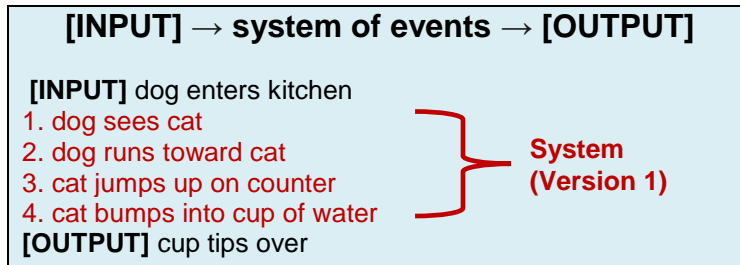 [INPUT] → system of events → [OUTPUT]
[INPUT] dog enters kitchen
1. dog sees cat
2. dog runs toward cat
3. cat jumps up on counter
4. cat bumps into cup of water
[OUTPUT] cup tips over
System
(Version 1)